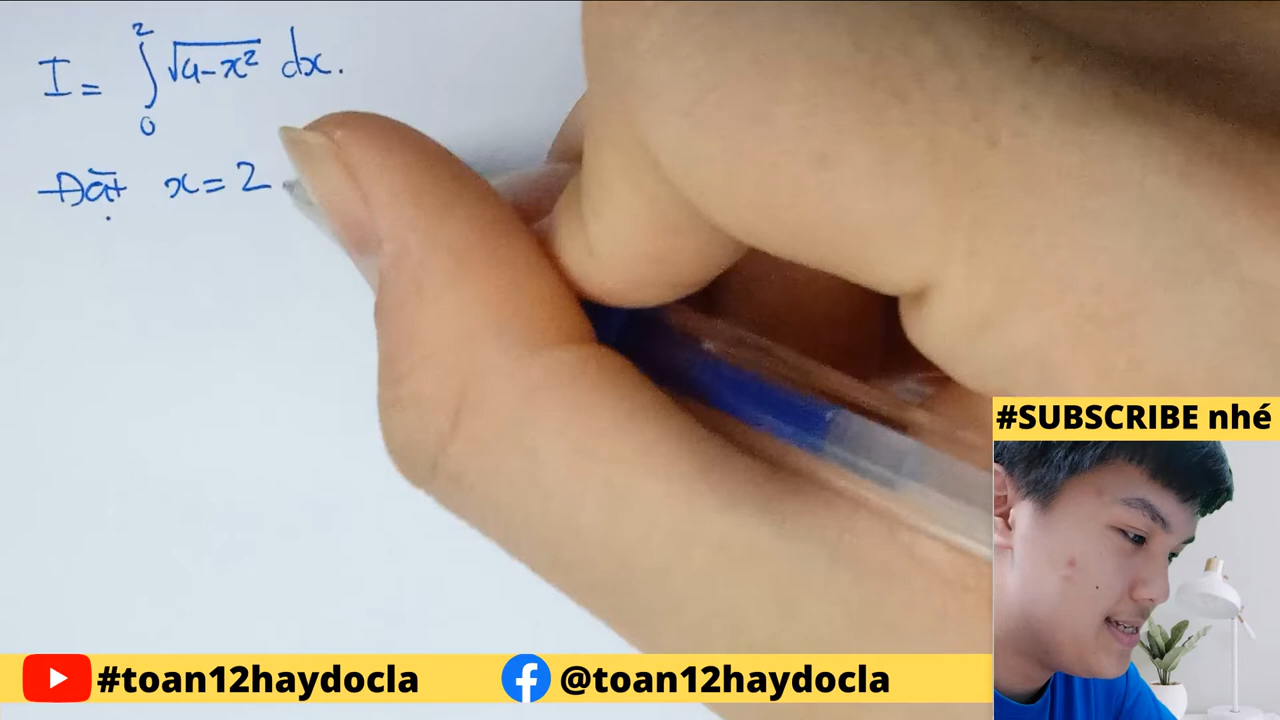 I = ∫₀² √(4-x²) dx.
Đặt x = 2
#SUBSCRIBE nhé
#toan12haydocla
@toan12haydocla